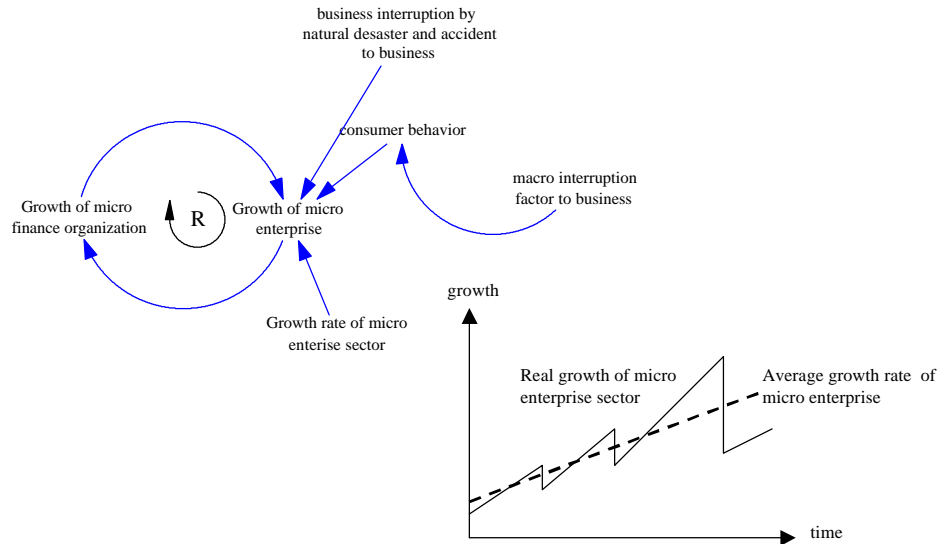 business interruption by
natural desaster and accident
to business
consumer behavior
macro interruption
factor to business
Growth of micro
finance organization
R
Growth of micro
enterprise
Growth rate of micro
enterise sector
growth
Real growth of micro
enterprise sector
Average growth rate of
micro enterprise
time